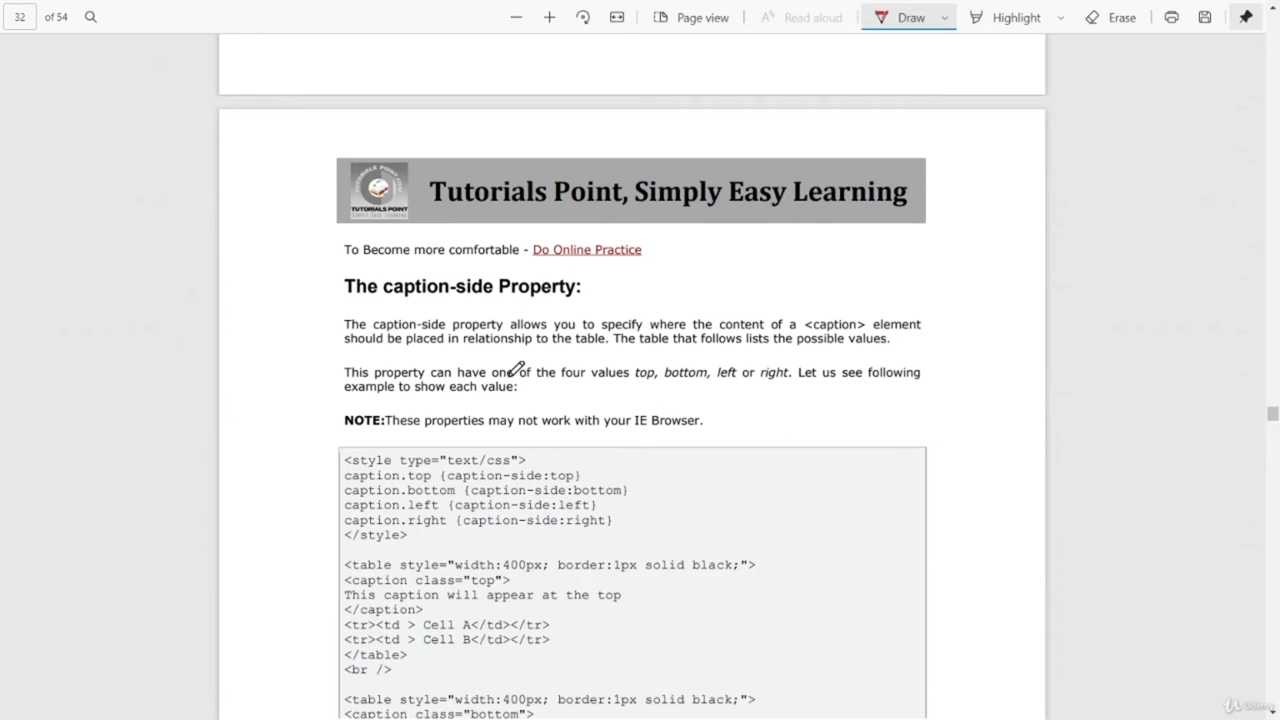 32 of 54 Page view Read aloud Draw Highlight Erase
TUTORIALS POINT
SIMPLY EASY LEARNING
Tutorials Point, Simply Easy Learning
To Become more comfortable - Do Online Practice
The caption-side Property:
The caption-side property allows you to specify where the content of a <caption> element
should be placed in relationship to the table. The table that follows lists the possible values.
This property can have one of the four values top, bottom, left or right. Let us see following
example to show each value:
NOTE:These properties may not work with your IE Browser.
<style type="text/css">
caption.top {caption-side:top}
caption.bottom {caption-side:bottom}
caption.left {caption-side:left}
caption.right {caption-side:right}
</style>
<table style="width:400px; border:1px solid black;">
<caption class="top">
This caption will appear at the top
</caption>
<tr><td > Cell A</td></tr>
<tr><td > Cell B</td></tr>
</table>
<br />
<table style="width:400px; border:1px solid black;">
<caption class="bottom">
Udemy